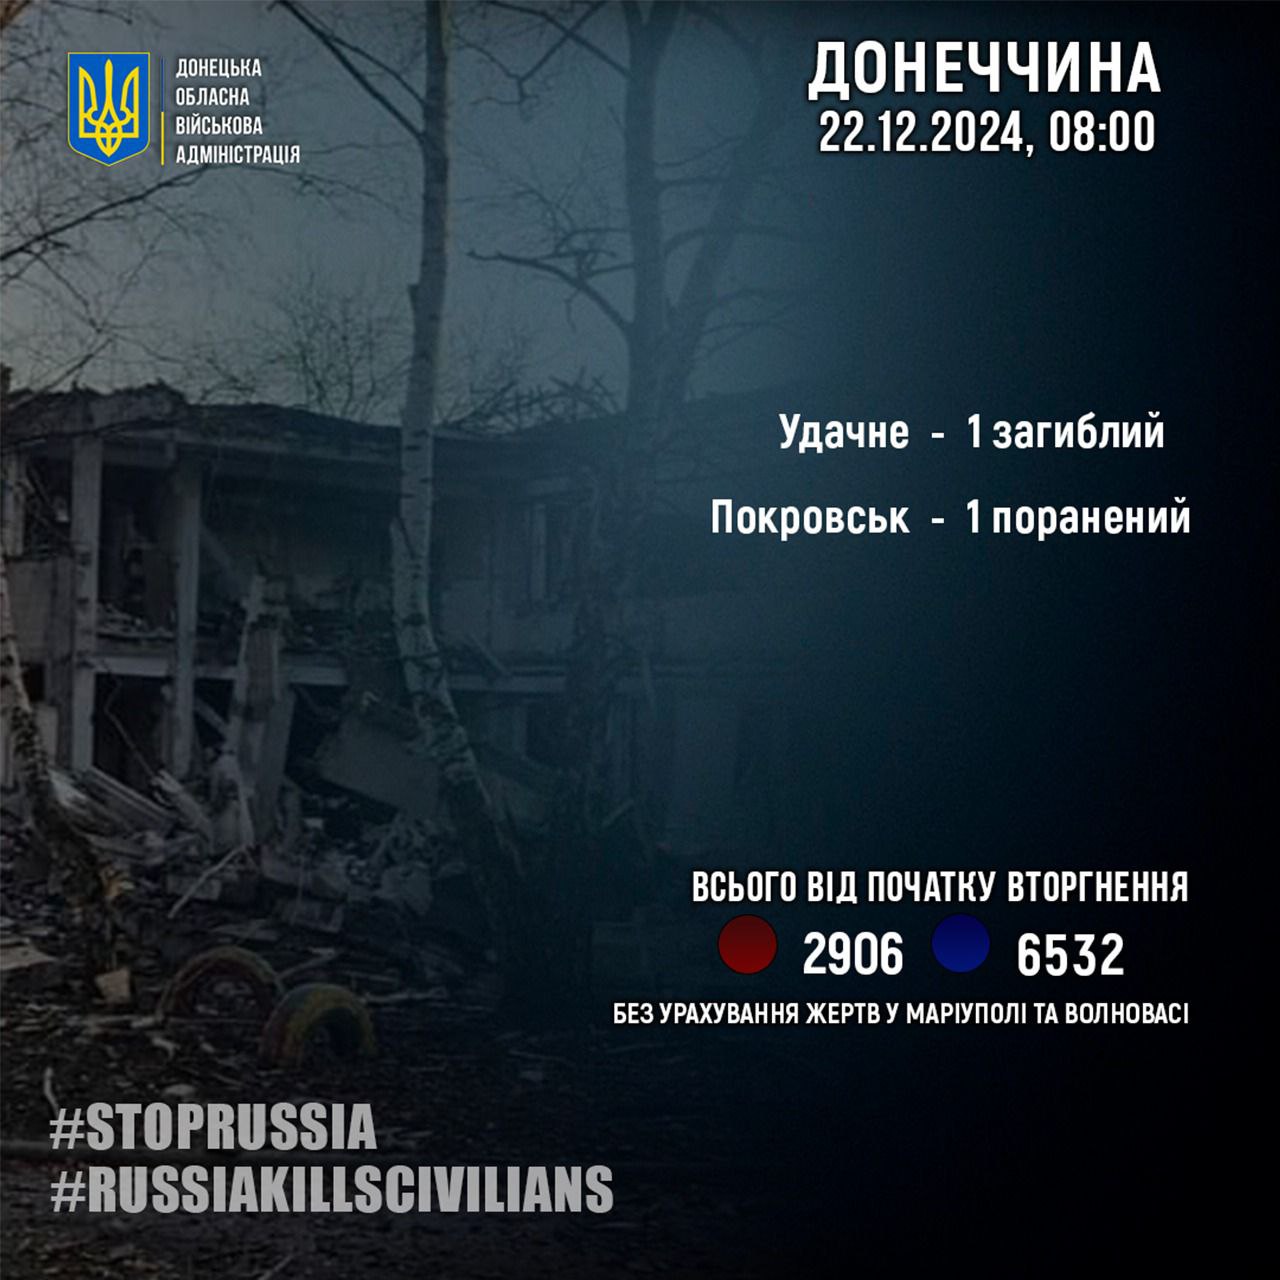 ДОНЕЦЬКА
ОБЛАСНА
ВІЙСЬКОВА
АДМІНІСТРАЦІЯ
ДОНЕЧЧИНА
22.12.2024, 08:00
Удачне - 1 загиблий
Покровськ - 1 поранений
ВСЬОГО ВІД ПОЧАТКУ ВТОРГНЕННЯ
2906 6532
БЕЗ УРАХУВАННЯ ЖЕРТВ У МАРІУПОЛІ ТА ВОЛНОВАСІ
#STOPRUSSIA
#RUSSIAKILLSCIVILIANS